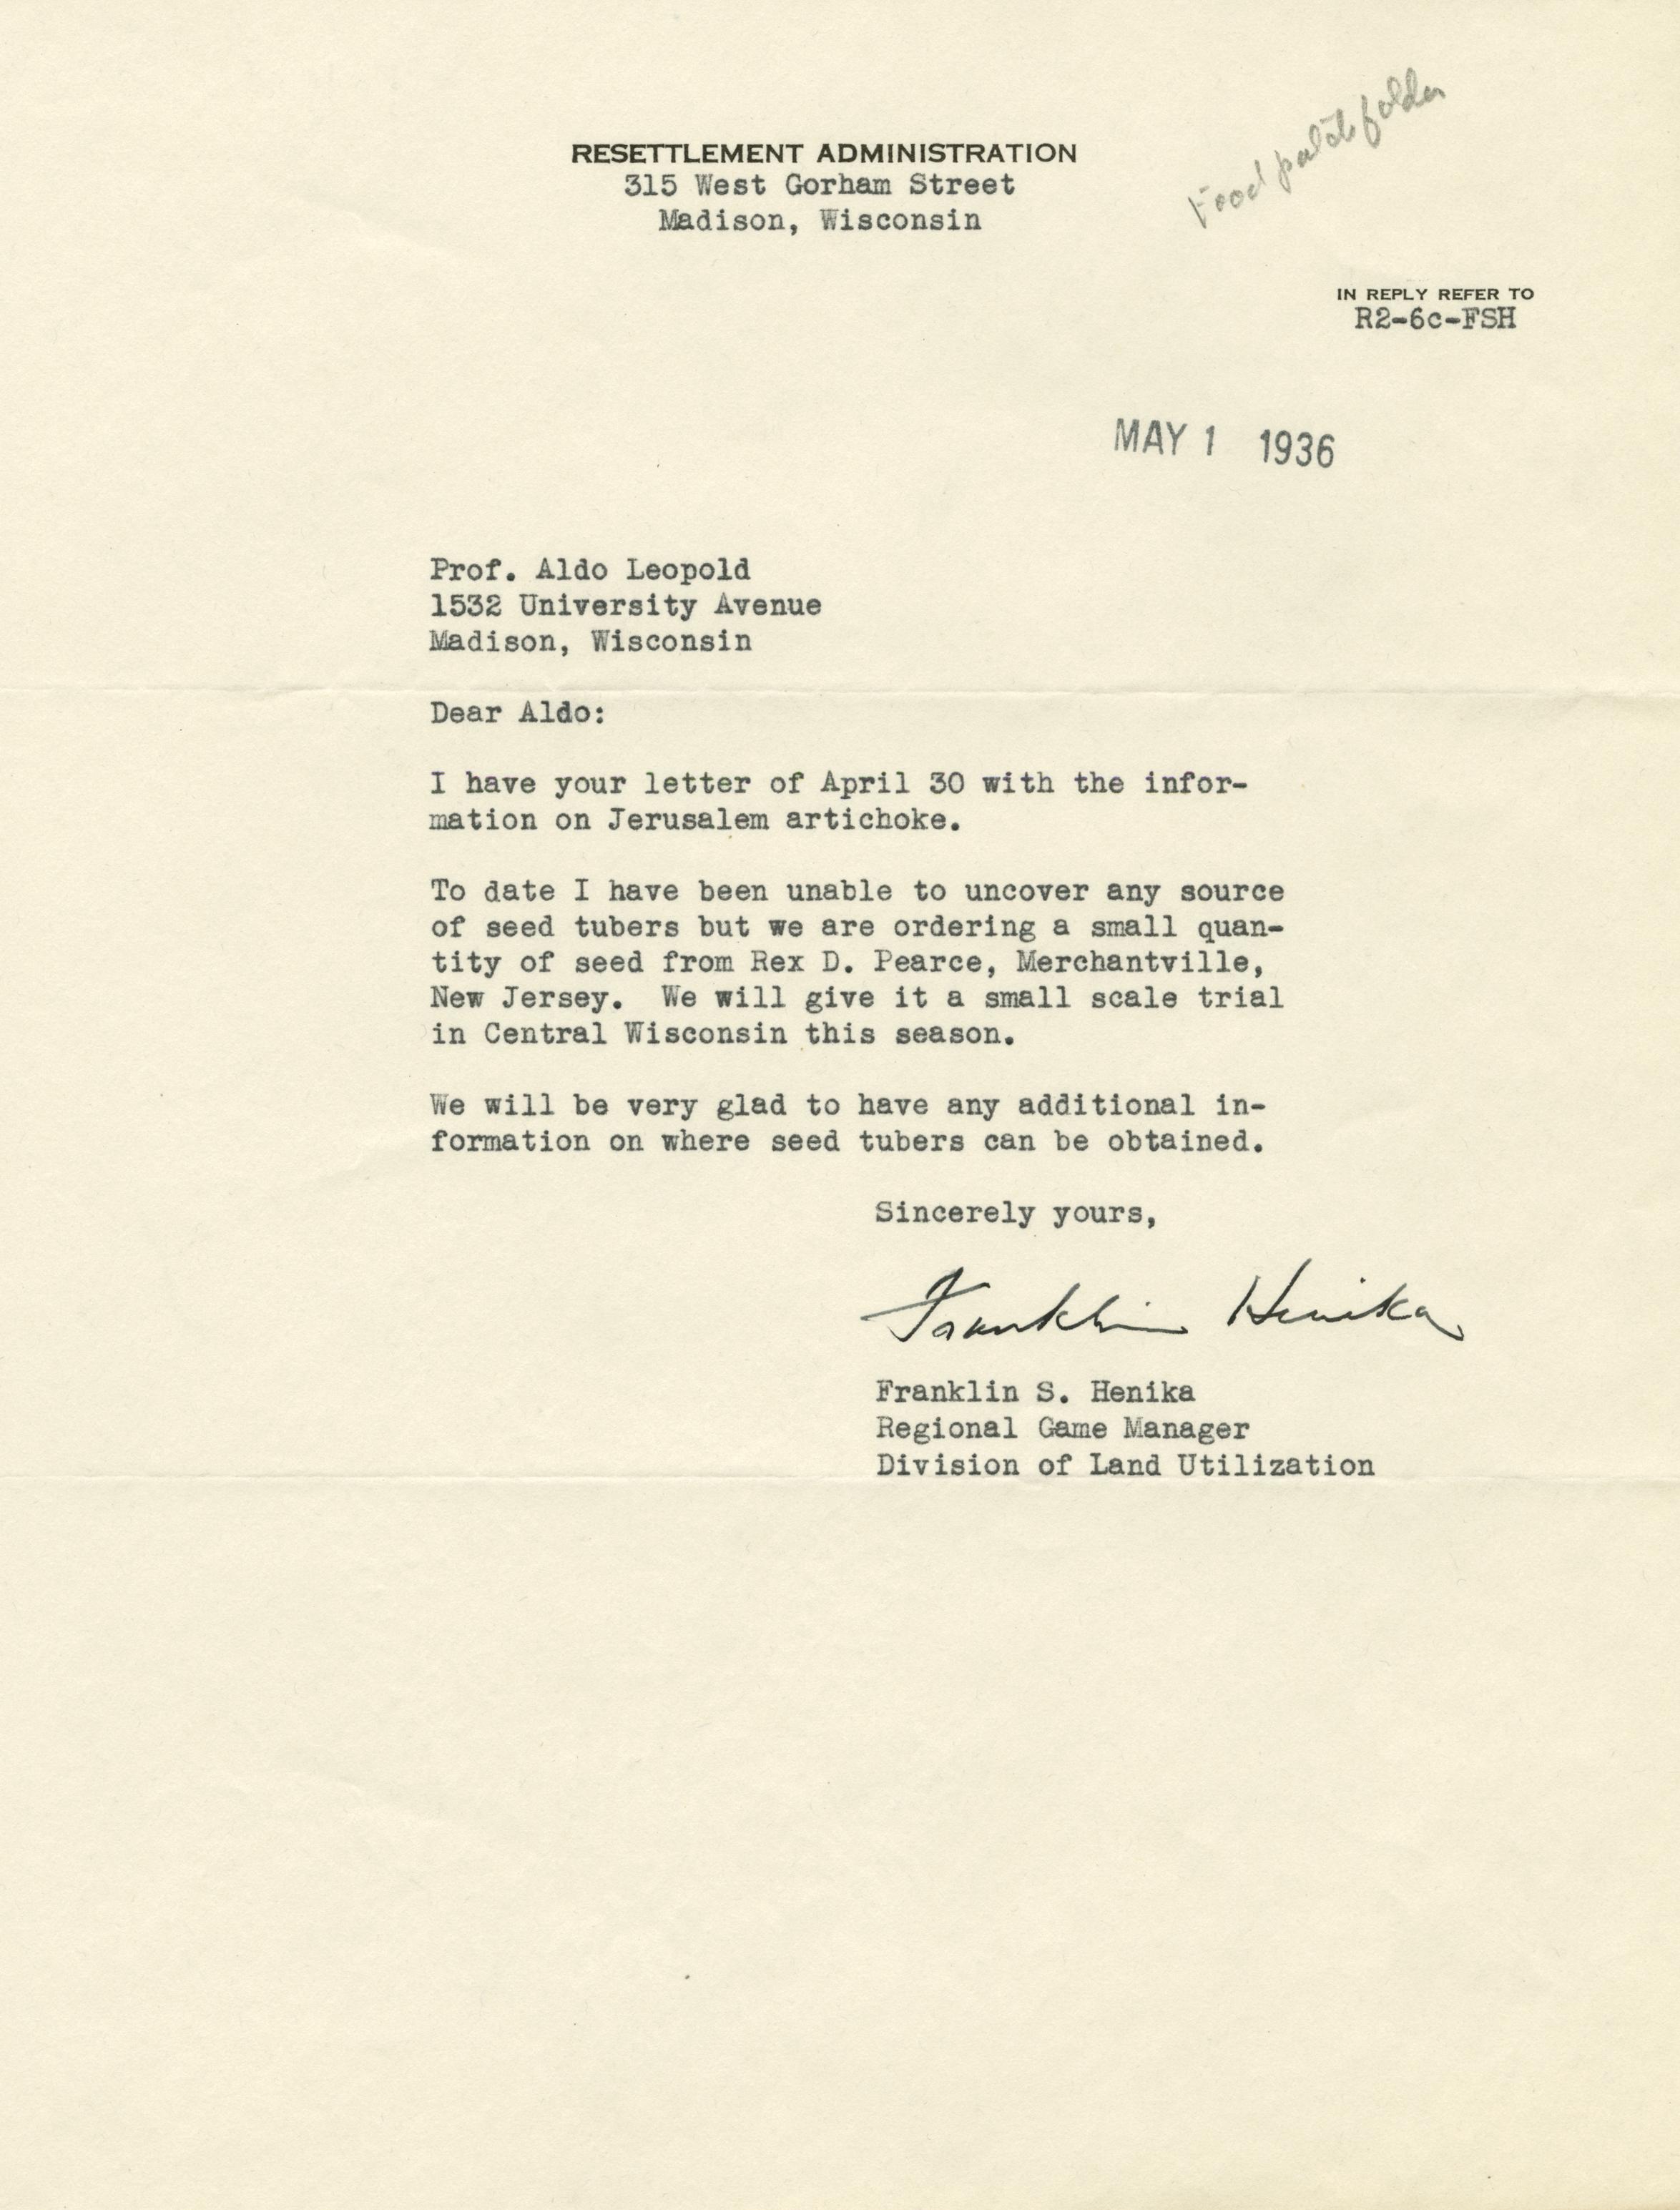 Food patch folder
RESETTLEMENT ADMINISTRATION
315 West Gorham Street
Madison, Wisconsin
IN REPLY REFER TO
R2-6c-FSH
MAY 1 1936
Prof. Aldo Leopold
1532 University Avenue
Madison, Wisconsin
Dear Aldo:
I have your letter of April 30 with the infor-
mation on Jerusalem artichoke.
To date I have been unable to uncover any source
of seed tubers but we are ordering a small quan-
tity of seed from Rex D. Pearce, Merchantville,
New Jersey.  We will give it a small scale trial
in Central Wisconsin this season.
We will be very glad to have any additional in-
formation on where seed tubers can be obtained.
Sincerely yours,
Franklin Henika
Franklin S. Henika
Regional Game Manager
Division of Land Utilization